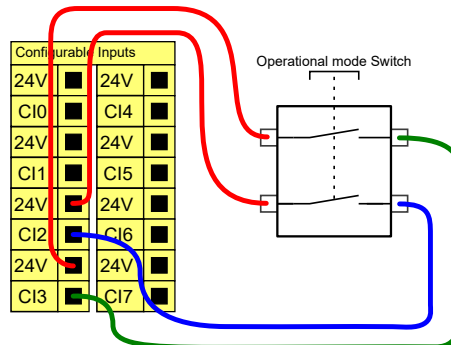 Configurable Inputs
24V 24V
CI0 CI4
24V 24V
CI1 CI5
24V 24V
CI2 CI6
24V 24V
CI3 CI7
Operational mode Switch